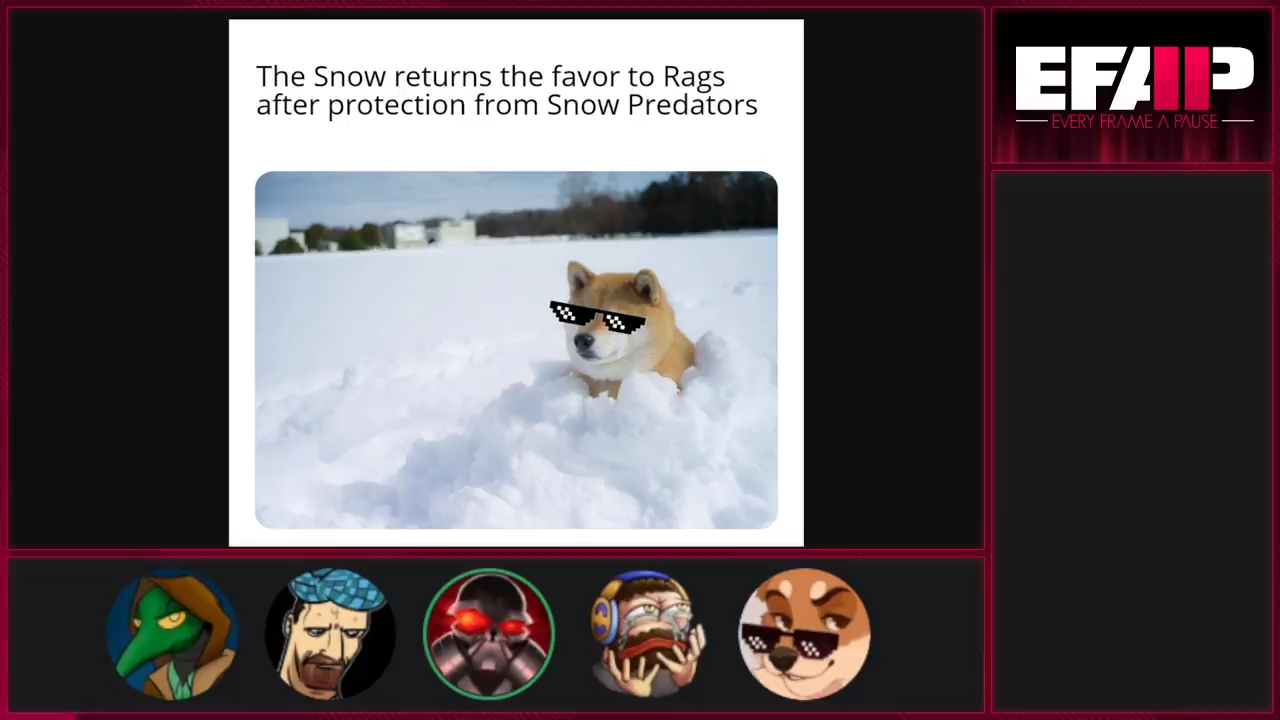 The Snow returns the favor to Rags
after protection from Snow Predators
EFAP
EVERY FRAME A PAUSE